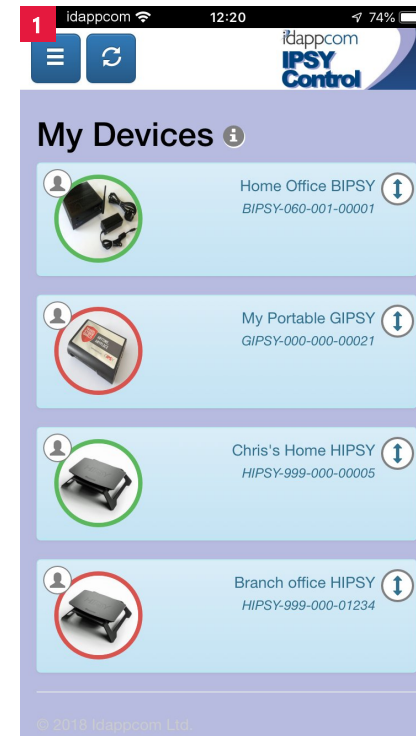 1
idappcom
12:20
74%
idappcom
IPSY
Control
My Devices
Home Office BIPSY
BIPSY-060-001-00001
My Portable GIPSY
GIPSY-000-000-00021
Chris's Home HIPSY
HIPSY-999-000-00005
Branch office HIPSY
HIPSY-999-000-01234
© 2018 Idappcom Ltd.